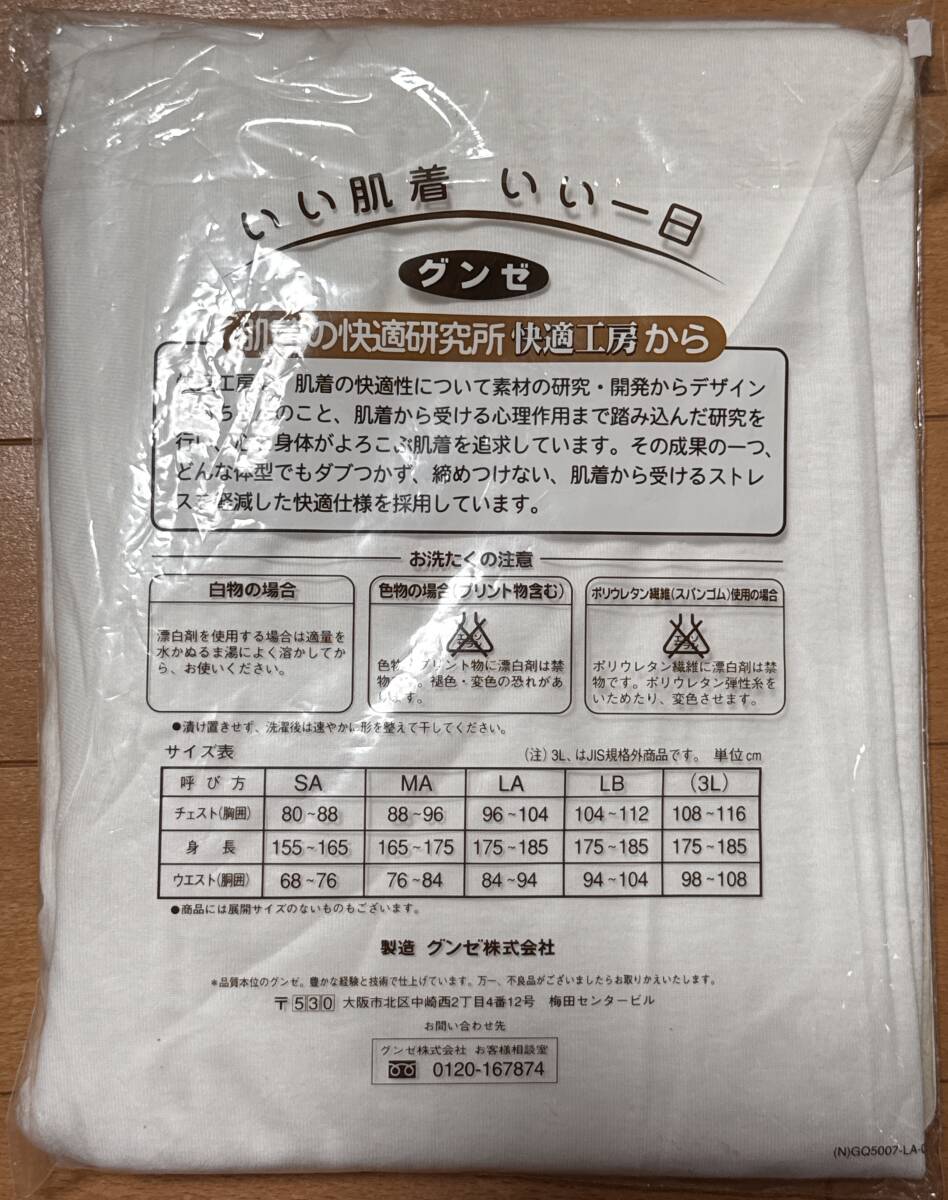 いい肌着 いい一日
グンゼ
肌着の快適研究所 快適工房から
工房 、肌着の快適性について素材の研究・開発からデザイン
のこと、肌着から受ける心理作用まで踏み込んだ研究を
行い、心 身体がよろこぶ肌着を追求しています。その成果の一つ、
どんな体型でもダブつかず、締めつけない、肌着から受けるストレ
スを軽減した快適仕様を採用しています。
お洗たくの注意
白物の場合
漂白剤を使用する場合は適量を
水かぬるま湯によく溶かしてか
ら、お使いください。
色物の場合(プリント物含む)
エンソ
サラシ
色物 プリント物に漂白剤は禁
物です。褪色・変色の恐れがあ
ります。
ポリウレタン繊維(スパンゴム)使用の場合
エンソ
サラシ
ポリウレタン繊維に漂白剤は禁
物です。ポリウレタン弾性糸を
いためたり、変色させます。
●漬け置きせず、洗濯後は速やかに形を整えて干してください。
サイズ表 (注)3L、はJIS規格外商品です。 単位cm
呼び方 SA MA LA LB (3L)
チェスト(胸囲) 80~88 88~96 96~104 104~112 108~116
身長 155~165 165~175 175~185 175~185 175~185
ウエスト(胴囲) 68~76 76~84 84~94 94~104 98~108
●商品には展開サイズのないものもございます。
製造 グンゼ株式会社
*品質本位のグンゼ。豊かな経験と技術で仕上げています。万一、不良品がございましたらお取りかえいたします。
〒530 大阪市北区中崎西2丁目4番12号 梅田センタービル
お問い合わせ先
グンゼ株式会社 お客様相談室
0120-167874
(N)GQ5007-LA-0